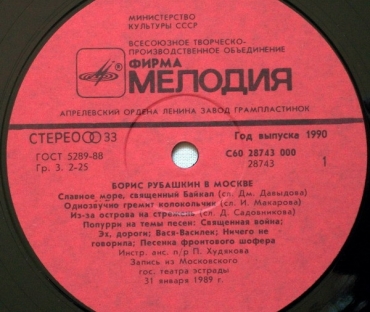 МИНИСТЕРСТВО
КУЛЬТУРЫ СССР
ВСЕСОЮЗНОЕ ТВОРЧЕСКО-
ПРОИЗВОДСТВЕННОЕ ОБЪЕДИНЕНИЕ
ФИРМА
МЕЛОДИЯ
АПРЕЛЕВСКИЙ ОРДЕНА ЛЕНИНА ЗАВОД ГРАМПЛАСТИНОК
СТЕРЕО 33
Год выпуска 1990
ГОСТ 5289-88
С60 28743 000
Гр. 3. 2-25
28743
1
БОРИС РУБАШКИН В МОСКВЕ
Славное море, священный Байкал (сл. Дм. Давыдова)
Однозвучно гремит колокольчик (сл. И. Макарова)
Из-за острова на стрежень (сл. Д. Садовникова)
Попурри на темы песен: Священная война;
Эх, дороги; Вася-Василек; Ничего не
говорила; Песенка фронтового шофера
Инстр. анс. п/р П. Худякова
Запись из Московского
гос. театра эстрады
31 января 1989 г.